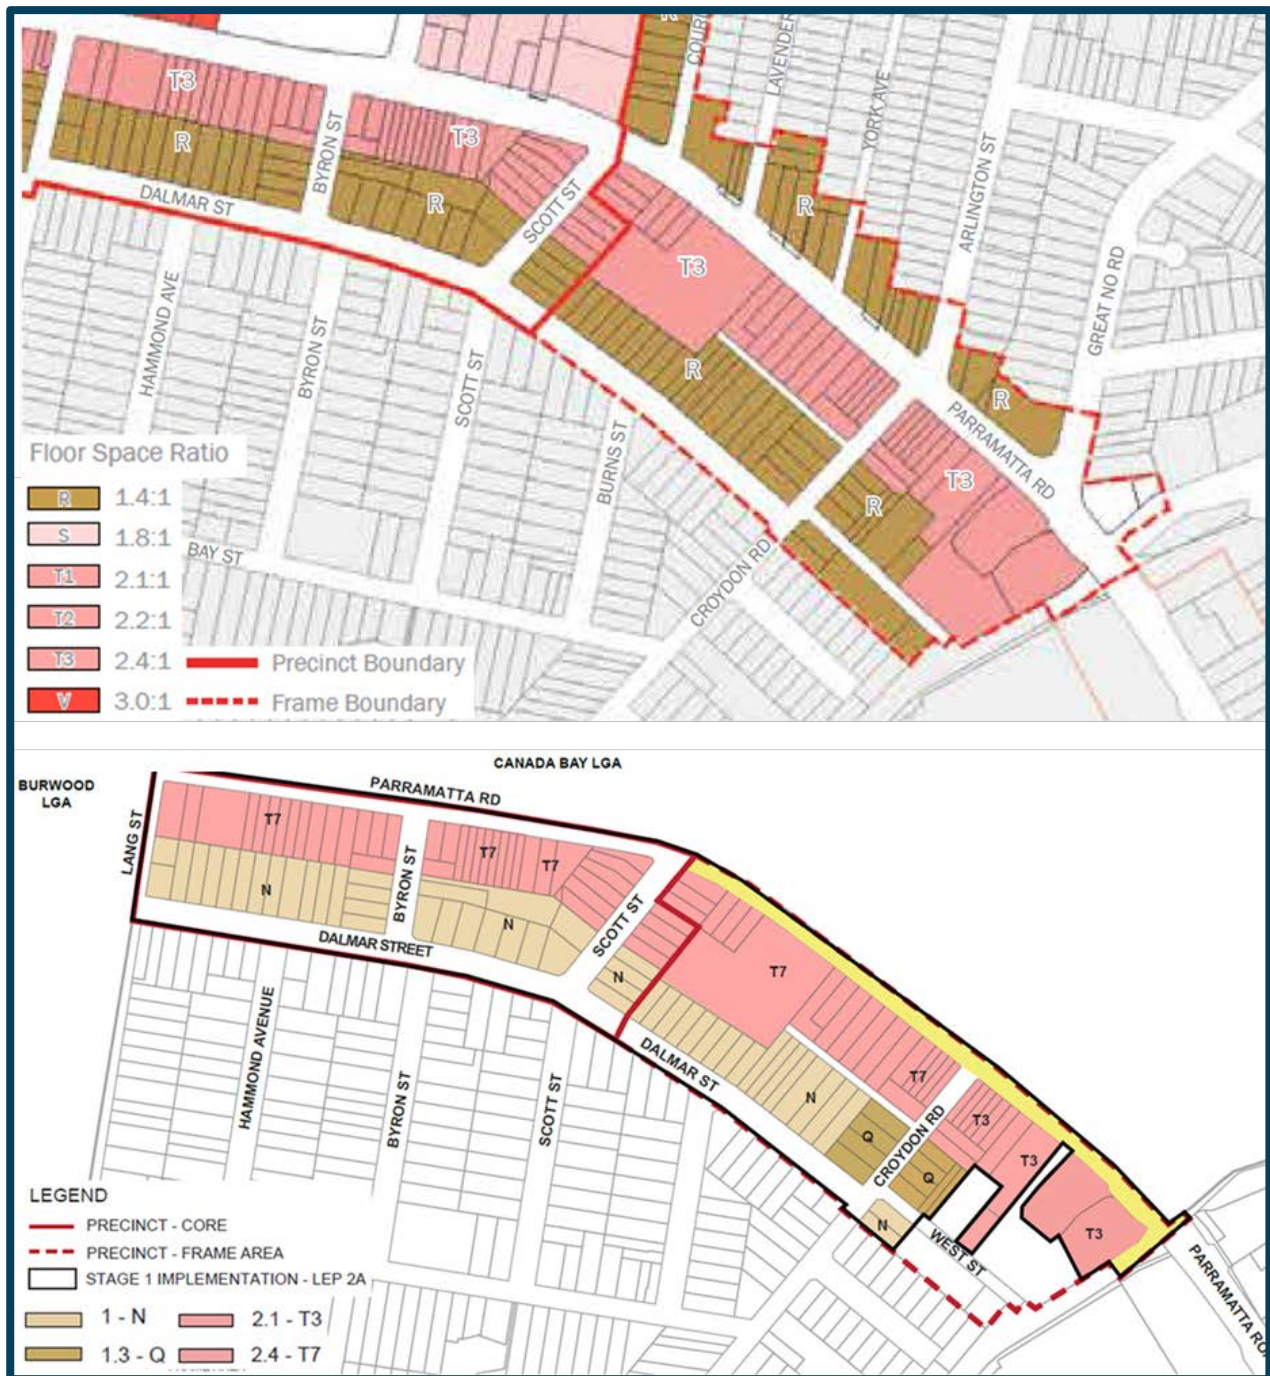 COUR
LAVENDER
YORK AVE
ARLINGTON ST
GREAT NO RD
T3
T3
R
R
R
BYRON ST
SCOTT ST
DALMAR ST
T3
R
R
T3
R
PARRAMATTA RD
HAMMOND AVE
BYRON ST
SCOTT ST
BURNS ST
CROYDON RD
BAY ST
Floor Space Ratio
R 1.4:1
S 1.8:1
T1 2.1:1
T2 2.2:1
T3 2.4:1
V 3.0:1
Precinct Boundary
Frame Boundary
CANADA BAY LGA
BURWOOD
LGA
PARRAMATTA RD
LANG ST
T7
T7
T7
N
BYRON ST
N
SCOTT ST
DALMAR STREET
N
T7
DALMAR ST
N
T7
Q
CROYDON RD
Q
T3
T3
T3
N
WEST ST
PARRAMATTA ROA
HAMMOND AVENUE
BYRON ST
SCOTT ST
LEGEND
PRECINCT - CORE
PRECINCT - FRAME AREA
STAGE 1 IMPLEMENTATION - LEP 2A
1 - N
2.1 - T3
1.3 - Q
2.4 - T7